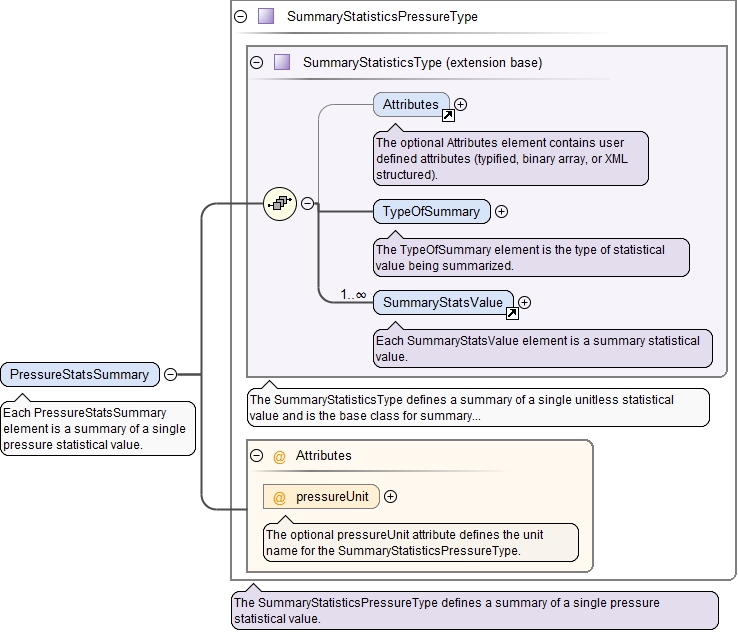 SummaryStatisticsPressureType
SummaryStatisticsType (extension base)
Attributes
The optional Attributes element contains user
defined attributes (typified, binary array, or XML
structured).
TypeOfSummary
The TypeOfSummary element is the type of statistical
value being summarized.
1..∞
SummaryStatsValue
Each SummaryStatsValue element is a summary statistical
value.
PressureStatsSummary
Each PressureStatsSummary
element is a summary of a single
pressure statistical value.
The SummaryStatisticsType defines a summary of a single unitless statistical
value and is the base class for summary...
@ Attributes
@ pressureUnit
The optional pressureUnit attribute defines the unit
name for the SummaryStatisticsPressureType.
The SummaryStatisticsPressureType defines a summary of a single pressure
statistical value.